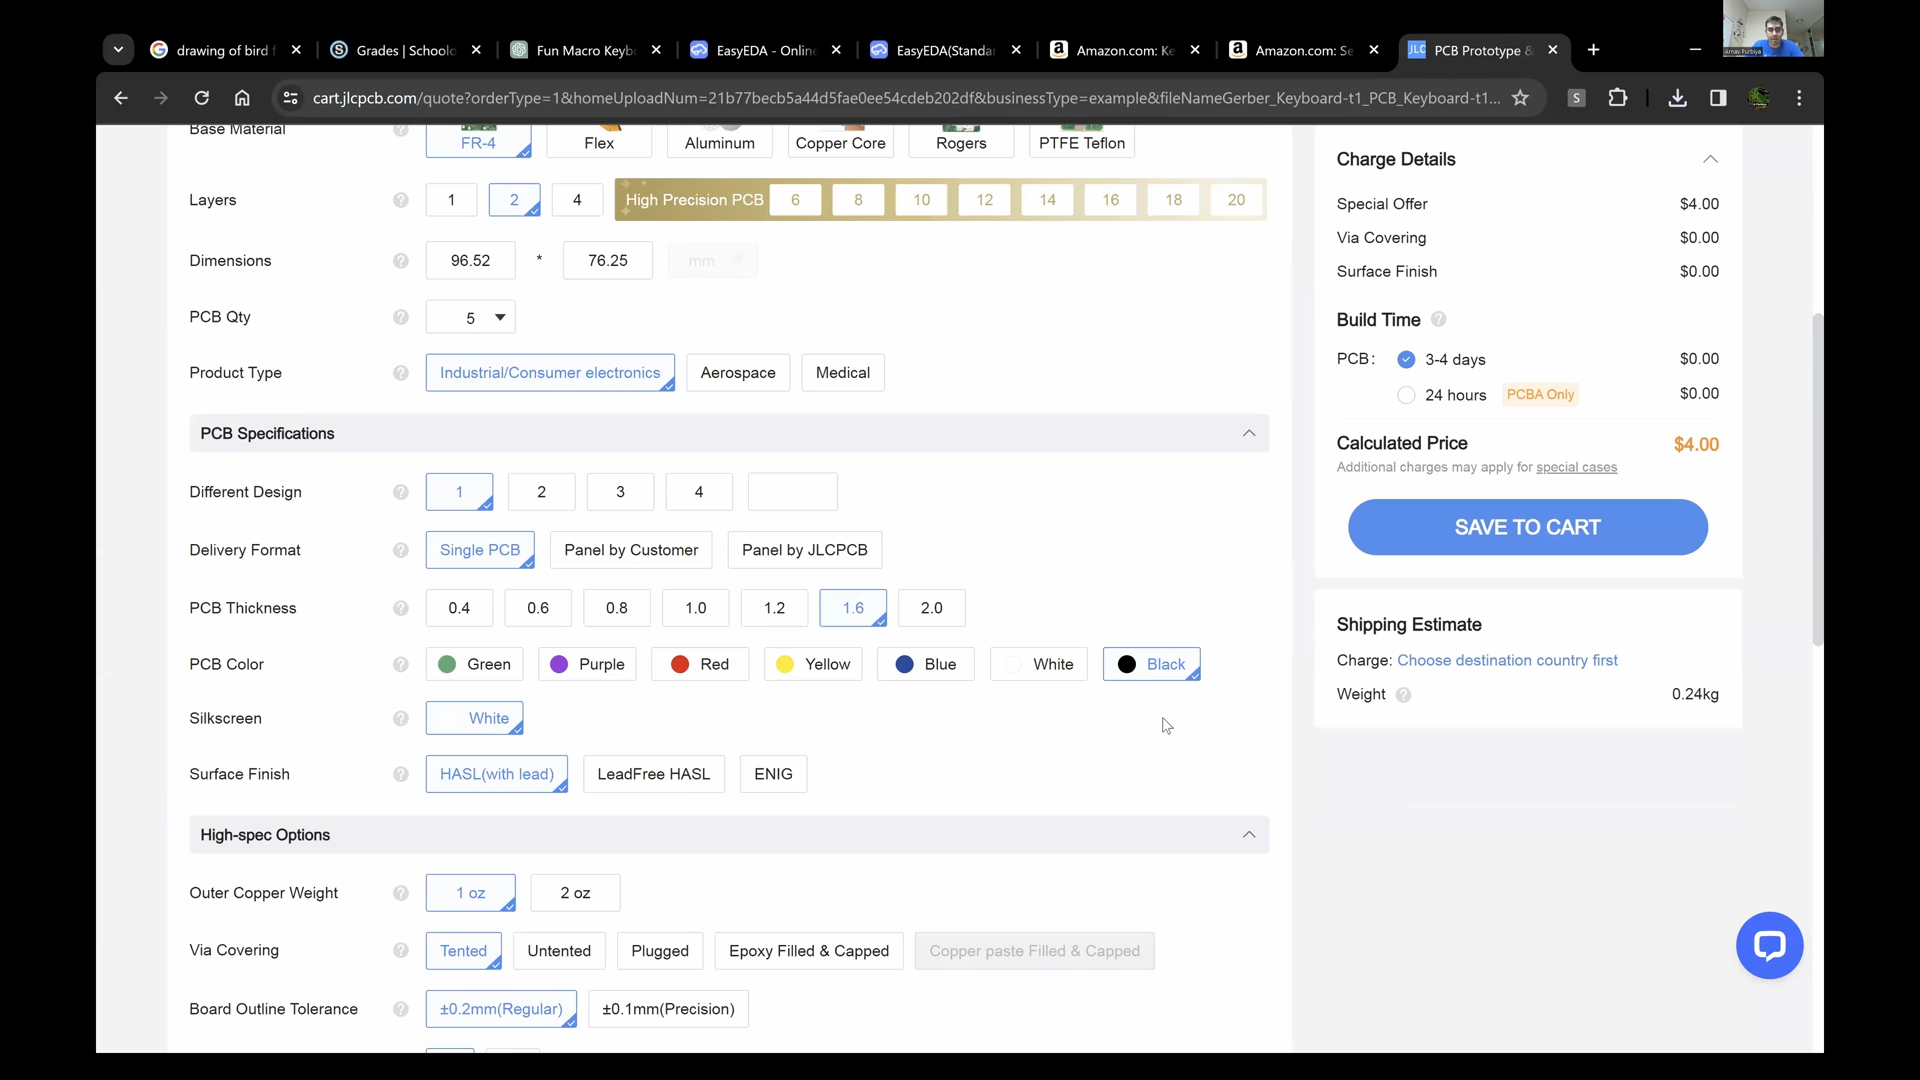 drawing of bird f
Grades | Schoolo
Fun Macro Keybo
EasyEDA - Online
EasyEDA(Standar
Amazon.com: Ke
Amazon.com: Se
JLC PCB Prototype &
cart.jlcpcb.com/quote?orderType=1&homeUploadNum=21b77becb5a44d5fae0ee54cdeb202df&businessType=example&fileNameGerber_Keyboard-t1_PCB_Keyboard-t1...
S
Base Material
FR-4
Flex
Aluminum
Copper Core
Rogers
PTFE Teflon
Layers
1
2
4
High Precision PCB
6
8
10
12
14
16
18
20
Dimensions
96.52
*
76.25
mm
PCB Qty
5
Product Type
Industrial/Consumer electronics
Aerospace
Medical
PCB Specifications
Different Design
1
2
3
4
Delivery Format
Single PCB
Panel by Customer
Panel by JLCPCB
PCB Thickness
0.4
0.6
0.8
1.0
1.2
1.6
2.0
PCB Color
Green
Purple
Red
Yellow
Blue
White
Black
Silkscreen
White
Surface Finish
HASL(with lead)
LeadFree HASL
ENIG
High-spec Options
Outer Copper Weight
1 oz
2 oz
Via Covering
Tented
Untented
Plugged
Epoxy Filled & Capped
Copper paste Filled & Capped
Board Outline Tolerance
±0.2mm(Regular)
±0.1mm(Precision)
Charge Details
Special Offer $4.00
Via Covering $0.00
Surface Finish $0.00
Build Time
PCB: 3-4 days $0.00
24 hours PCBA Only $0.00
Calculated Price $4.00
Additional charges may apply for special cases
SAVE TO CART
Shipping Estimate
Charge: Choose destination country first
Weight 0.24kg